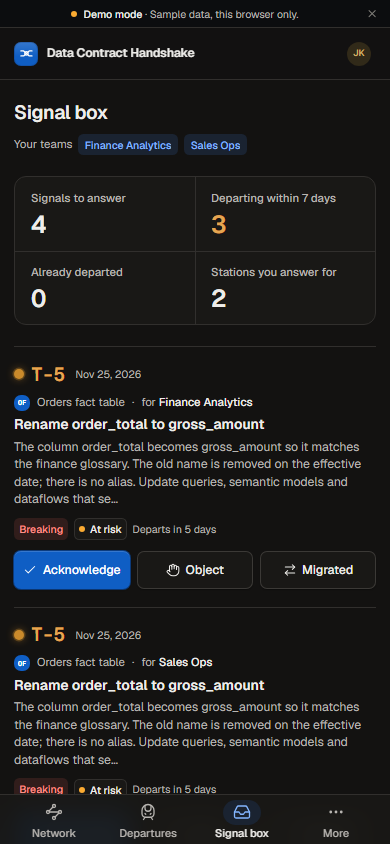 Demo mode · Sample data, this browser only.
Data Contract Handshake
JK
Signal box
Your teams Finance Analytics Sales Ops
Signals to answer
4
Departing within 7 days
3
Already departed
0
Stations you answer for
2
T-5 Nov 25, 2026
OF Orders fact table · for Finance Analytics
Rename order_total to gross_amount
The column order_total becomes gross_amount so it matches
the finance glossary. The old name is removed on the effective
date; there is no alias. Update queries, semantic models and
dataflows that se...
Breaking At risk Departs in 5 days
Acknowledge Object Migrated
T-5 Nov 25, 2026
OF Orders fact table · for Sales Ops
Rename order_total to gross_amount
The column order_total becomes gross_amount so it matches
the finance glossary. The old name is removed on the effective
date; there is no alias. Update queries, semantic models and
dataflows that se...
Breaking At risk Departs in 5 days
Network Departures Signal box More